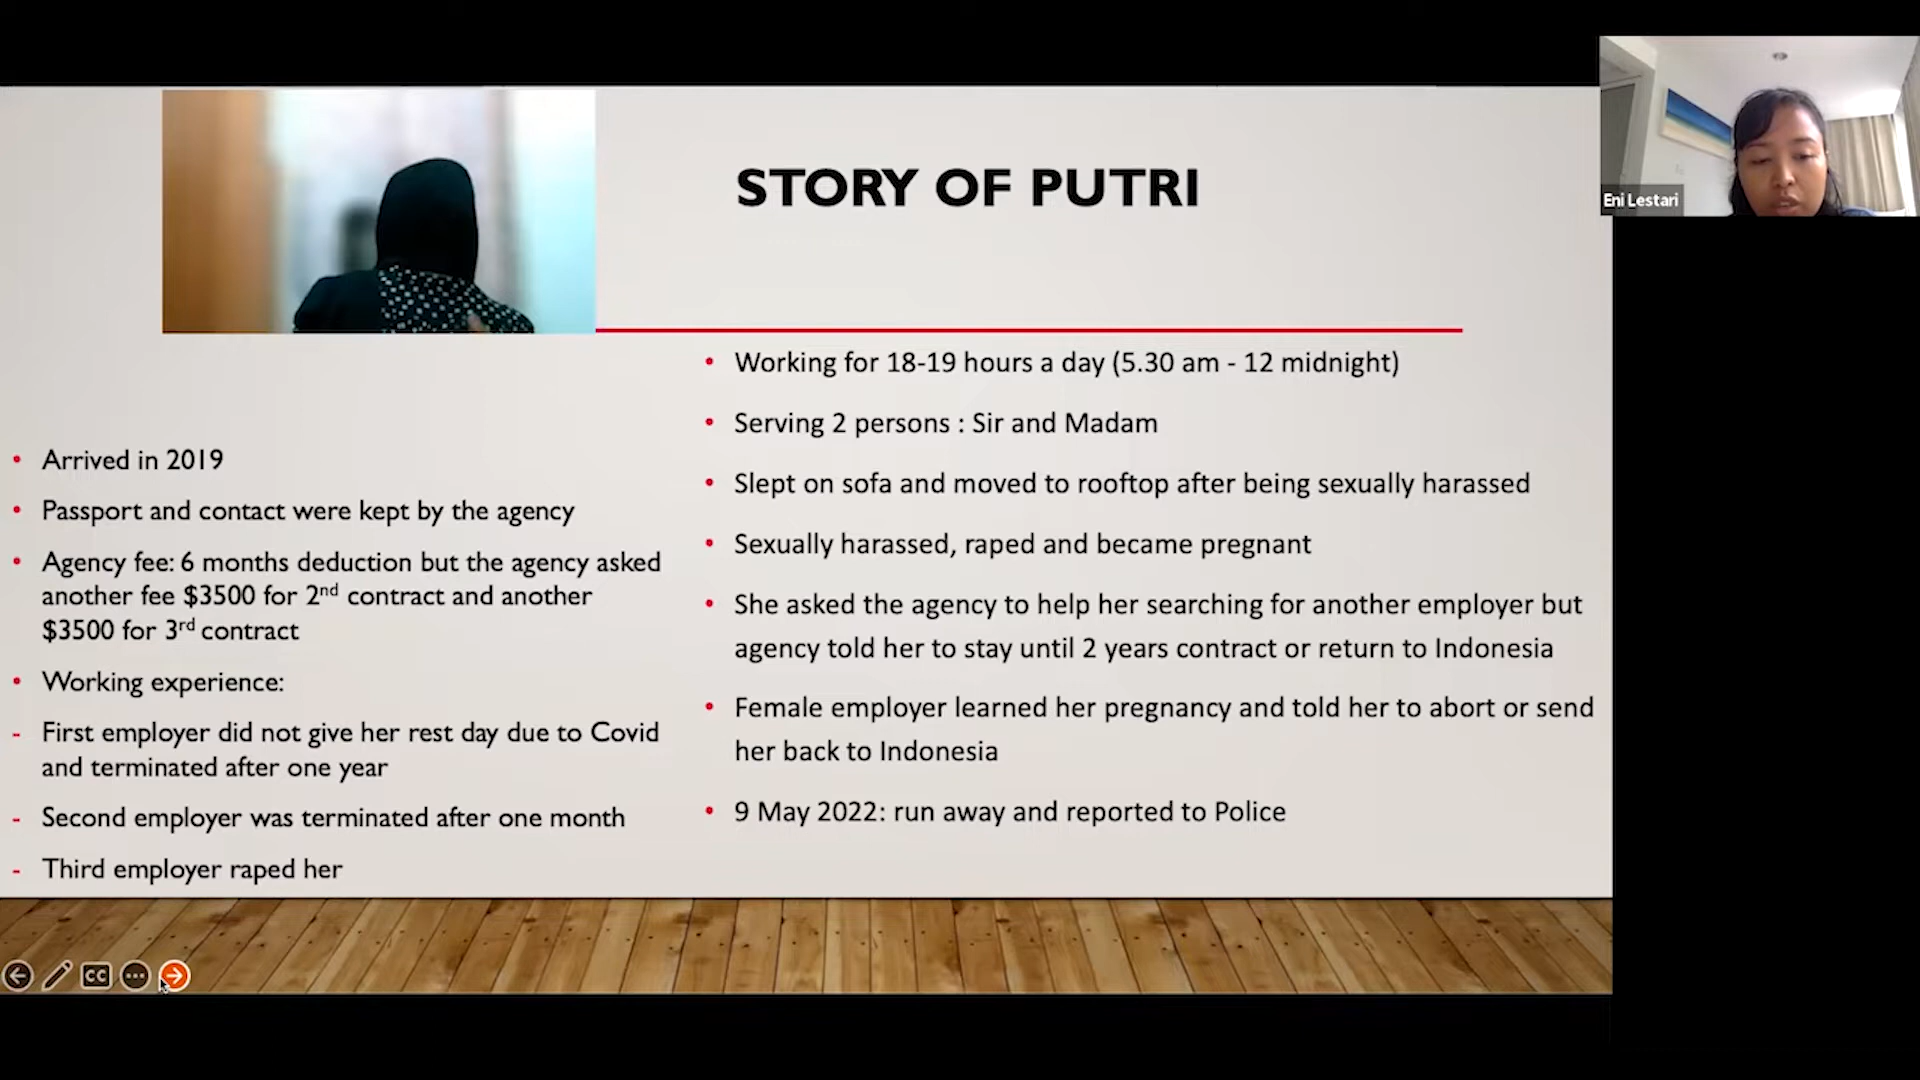 STORY OF PUTRI
Eni Lestari
• Arrived in 2019
• Passport and contact were kept by the agency
• Agency fee: 6 months deduction but the agency asked
another fee $3500 for 2nd contract and another
$3500 for 3rd contract
• Working experience:
- First employer did not give her rest day due to Covid
and terminated after one year
- Second employer was terminated after one month
- Third employer raped her
• Working for 18-19 hours a day (5.30 am - 12 midnight)
• Serving 2 persons : Sir and Madam
• Slept on sofa and moved to rooftop after being sexually harassed
• Sexually harassed, raped and became pregnant
• She asked the agency to help her searching for another employer but
agency told her to stay until 2 years contract or return to Indonesia
• Female employer learned her pregnancy and told her to abort or send
her back to Indonesia
• 9 May 2022: run away and reported to Police
CC